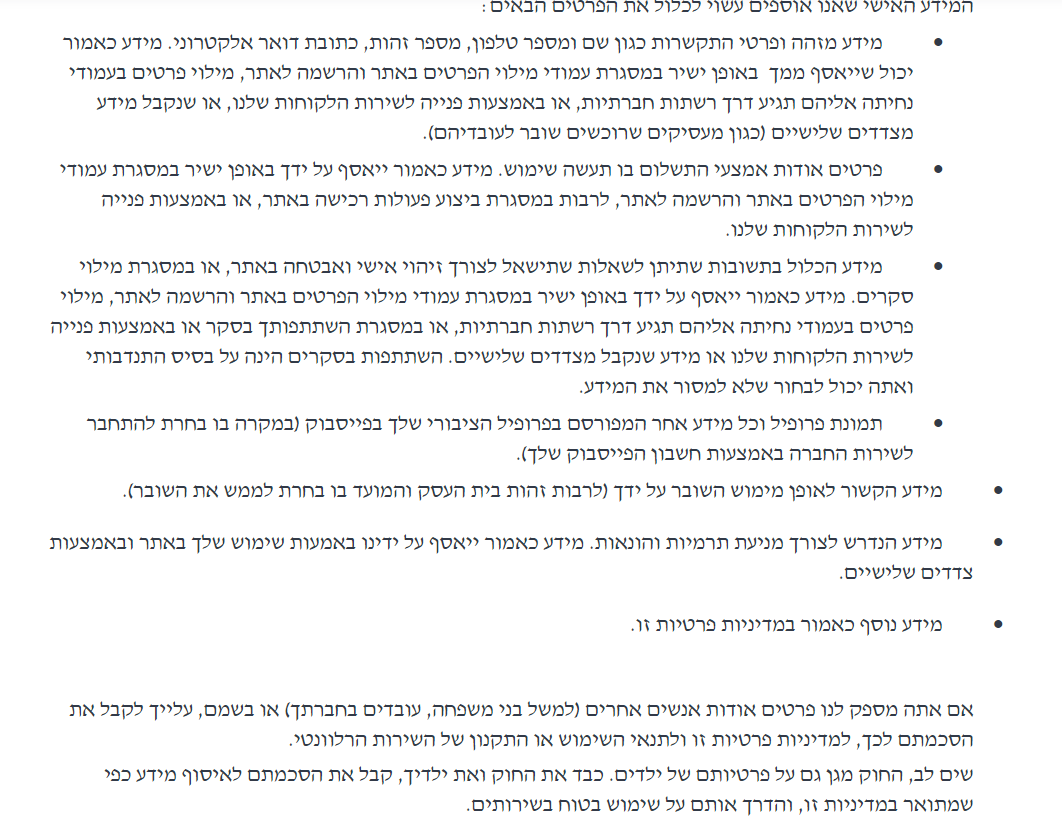 המידע האישי שאנו אוספים עשוי לכלול את הפרטים הבאים:
• מידע מזהה ופרטי התקשרות כגון שם ומספר טלפון, מספר זהות, כתובת דואר אלקטרוני. מידע כאמור
יכול שייאסף ממך באופן ישיר במסגרת עמודי מילוי הפרטים באתר והרשמה לאתר, מילוי פרטים בעמודי
נחיתה אליהם תגיע דרך רשתות חברתיות, או באמצעות פנייה לשירות הלקוחות שלנו, או שנקבל מידע
מצדדים שלישיים (כגון מעסיקים שרוכשים שובר לעובדיהם).
• פרטים אודות אמצעי התשלום בו תעשה שימוש. מידע כאמור ייאסף על ידך באופן ישיר במסגרת עמודי
מילוי הפרטים באתר והרשמה לאתר, לרבות במסגרת ביצוע פעולות רכישה באתר, או באמצעות פנייה
לשירות הלקוחות שלנו.
• מידע הכלול בתשובות שתיתן לשאלות שתישאל לצורך זיהוי אישי ואבטחה באתר, או במסגרת מילוי
סקרים. מידע כאמור ייאסף על ידך באופן ישיר במסגרת עמודי מילוי הפרטים באתר והרשמה לאתר, מילוי
פרטים בעמודי נחיתה אליהם תגיע דרך רשתות חברתיות, או במסגרת השתתפותך בסקר או באמצעות פנייה
לשירות הלקוחות שלנו או מידע שנקבל מצדדים שלישיים. השתתפות בסקרים הינה על בסיס התנדבותי
ואתה יכול לבחור שלא למסור את המידע.
• תמונת פרופיל וכל מידע אחר המפורסם בפרופיל הציבורי שלך בפייסבוק (במקרה בו בחרת להתחבר
לשירות החברה באמצעות חשבון הפייסבוק שלך).
• מידע הקשור לאופן מימוש השובר על ידך (לרבות זהות בית העסק והמועד בו בחרת לממש את השובר).
• מידע הנדרש לצורך מניעת תרמיות והונאות. מידע כאמור ייאסף על ידינו באמעות שימוש שלך באתר ובאמצעות
צדדים שלישיים.
• מידע נוסף כאמור במדיניות פרטיות זו.
אם אתה מספק לנו פרטים אודות אנשים אחרים (למשל בני משפחה, עובדים בחברתך) או בשמם, עלייך לקבל את
הסכמתם לכך, למדיניות פרטיות זו ולתנאי השימוש או התקנון של השירות הרלוונטי.
שים לב, החוק מגן גם על פרטיותם של ילדים. כבד את החוק ואת ילדיך, קבל את הסכמתם לאיסוף מידע כפי
שמתואר במדיניות זו, והדרך אותם על שימוש בטוח בשירותים.